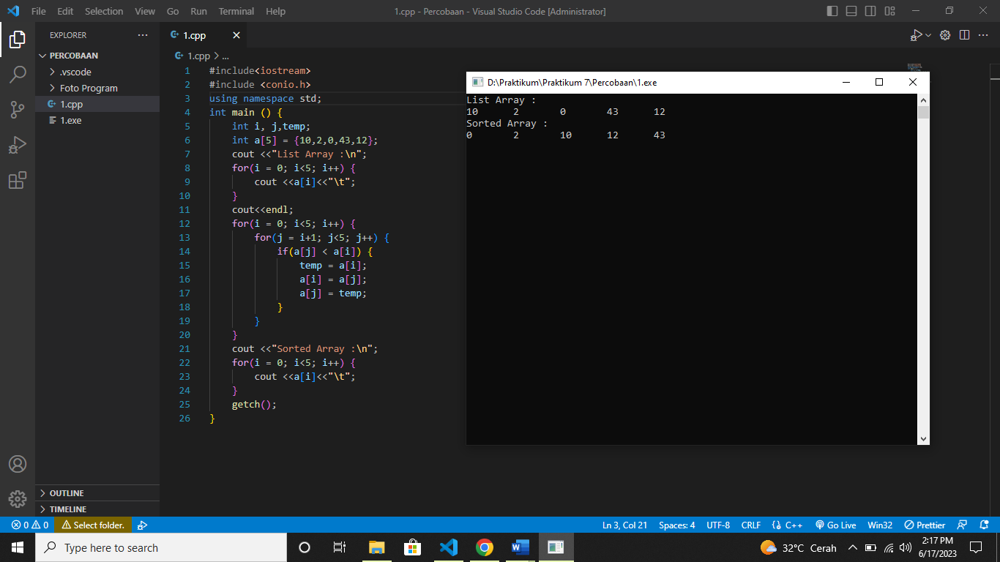 File Edit Selection View Go Run Terminal Help 1.cpp - Percobaan - Visual Studio Code [Administrator]
EXPLORER
PERCOBAAN
.vscode
Foto Program
1.cpp
1.exe
OUTLINE
TIMELINE
1.cpp
1.cpp > ...
1 #include<iostream>
2 #include <conio.h>
3 using namespace std;
4 int main () {
5     int i, j,temp;
6     int a[5] = {10,2,0,43,12};
7     cout <<"List Array :\n";
8     for(i = 0; i<5; i++) {
9         cout <<a[i]<<"\t";
10     }
11     cout<<endl;
12     for(i = 0; i<5; i++) {
13         for(j = i+1; j<5; j++) {
14             if(a[j] < a[i]) {
15                 temp = a[i];
16                 a[i] = a[j];
17                 a[j] = temp;
18             }
19         }
20     }
21     cout <<"Sorted Array :\n";
22     for(i = 0; i<5; i++) {
23         cout <<a[i]<<"\t";
24     }
25     getch();
26 }
D:\Praktikum\Praktikum 7\Percobaan\1.exe
List Array :
10 2 0 43 12
Sorted Array :
0 2 10 12 43
0 0 Select folder. Ln 3, Col 21 Spaces: 4 UTF-8 CRLF C++ Go Live Win32 Prettier
Type here to search 32°C Cerah 2:17 PM
6/17/2023